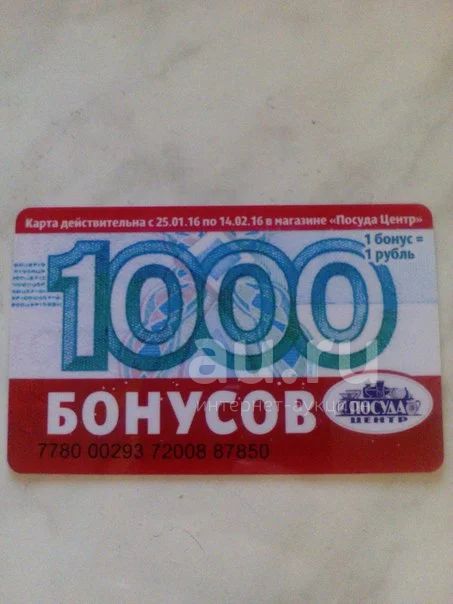 Карта действительна с 25.01.16 по 14.02.16 в магазине «Посуда Центр»
1 бонус =
1 рубль
1000
au.ru
интернет-аукцион
БОНУСОВ
ПОСУДА
ЦЕНТР
7780 00293 72008 87850